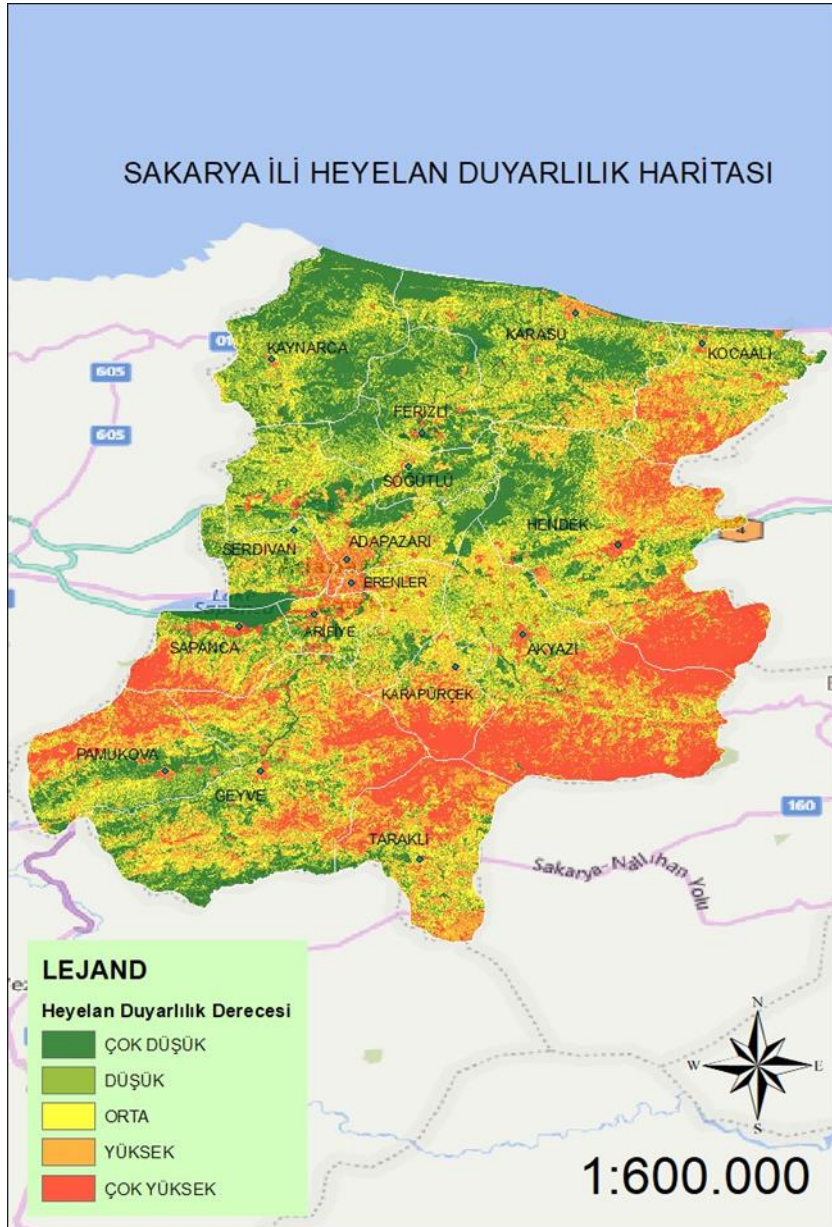 SAKARYA İLİ HEYELAN DUYARLILIK HARİTASI
KARASU
01
KAYNARCA
KOCAALİ
605
FERİZLİ
605
SÖĞÜTLÜ
HENDEK
4
SERDİVAN
ADAPAZARI
ERENLER
ARİFİYE
SAPANCA
AKYAZI
KARAPÜRÇEK
PAMUKOVA
GEYVE
160
TARAKLI
Sakarya-Nallıhan Yolu
LEJAND
Heyelan Duyarlılık Derecesi
ÇOK DÜŞÜK
DÜŞÜK
ORTA
YÜKSEK
ÇOK YÜKSEK
N
W
E
S
1:600.000